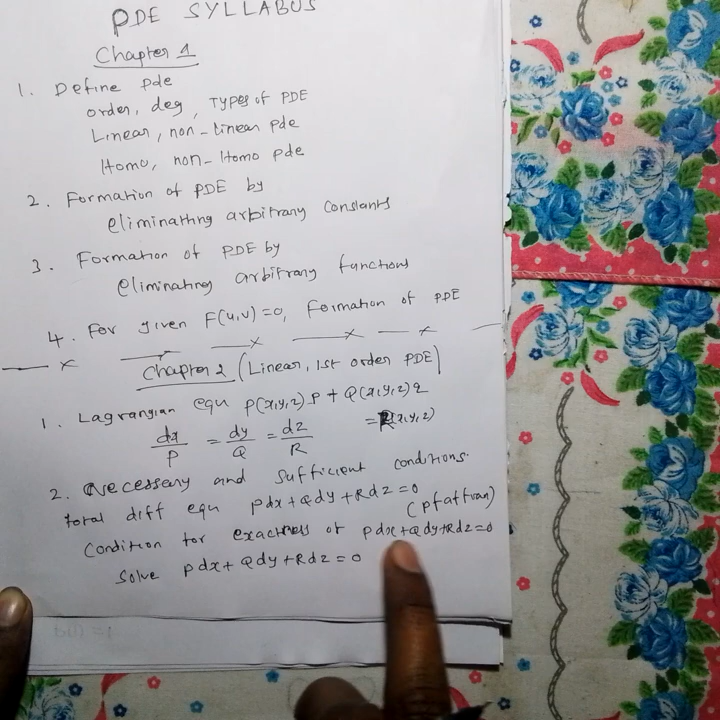 PDE SYLLABUS
Chapter 1
1. Define pde
order, deg, Types of PDE
Linear, non-linear pde
Homo, non-Homo pde
2. Formation of PDE by
eliminating arbitrary constants
3. Formation of PDE by
eliminating arbitrary functions
4. For given F(u,v)=0, Formation of PDE
Chapter 2 (Linear, 1st order PDE)
1. Lagrangian equ P(x,y,z)p + Q(x,y,z)q
= R(x,y,z)
dx/P = dy/Q = dz/R
2. Necessary and sufficient conditions.
total diff equ Pdx+Qdy+Rdz=0
(pfaffian)
Condition for exactness of Pdx+Qdy+Rdz=0
Solve Pdx+Qdy+Rdz=0